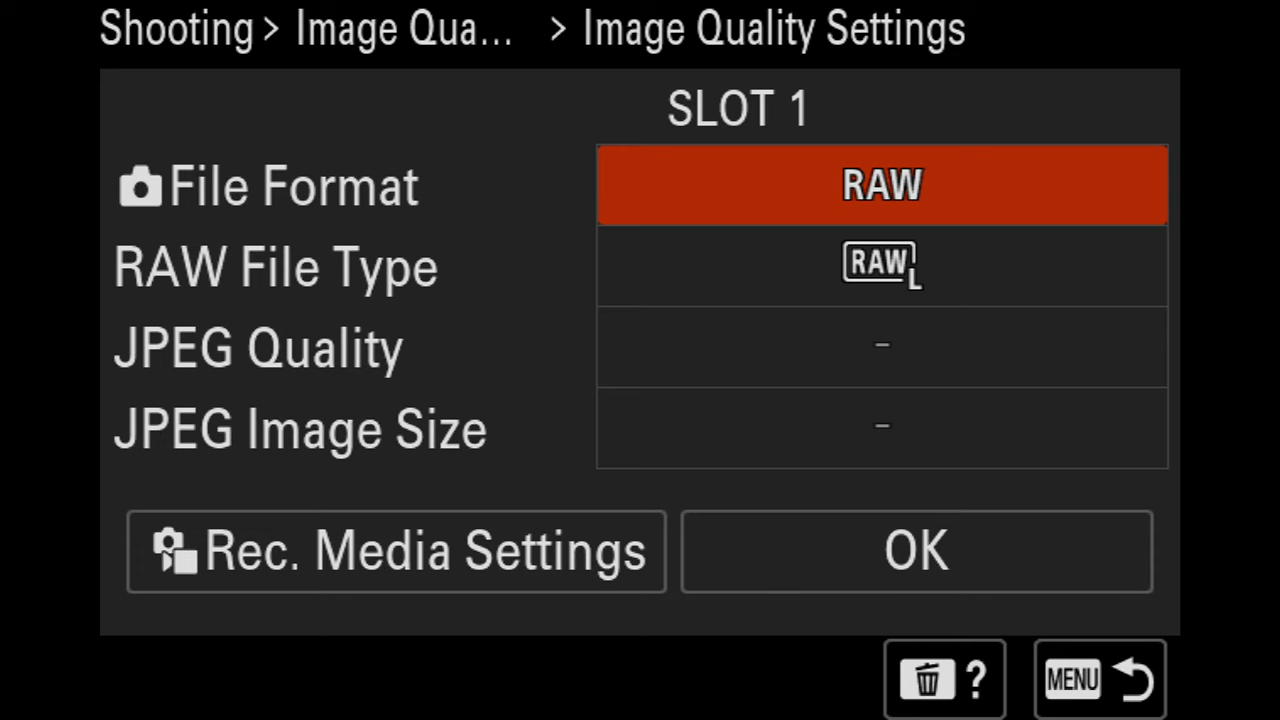 Shooting > Image Qua... > Image Quality Settings
SLOT 1
File Format RAW
RAW File Type RAW L
JPEG Quality –
JPEG Image Size –
Rec. Media Settings OK
? MENU